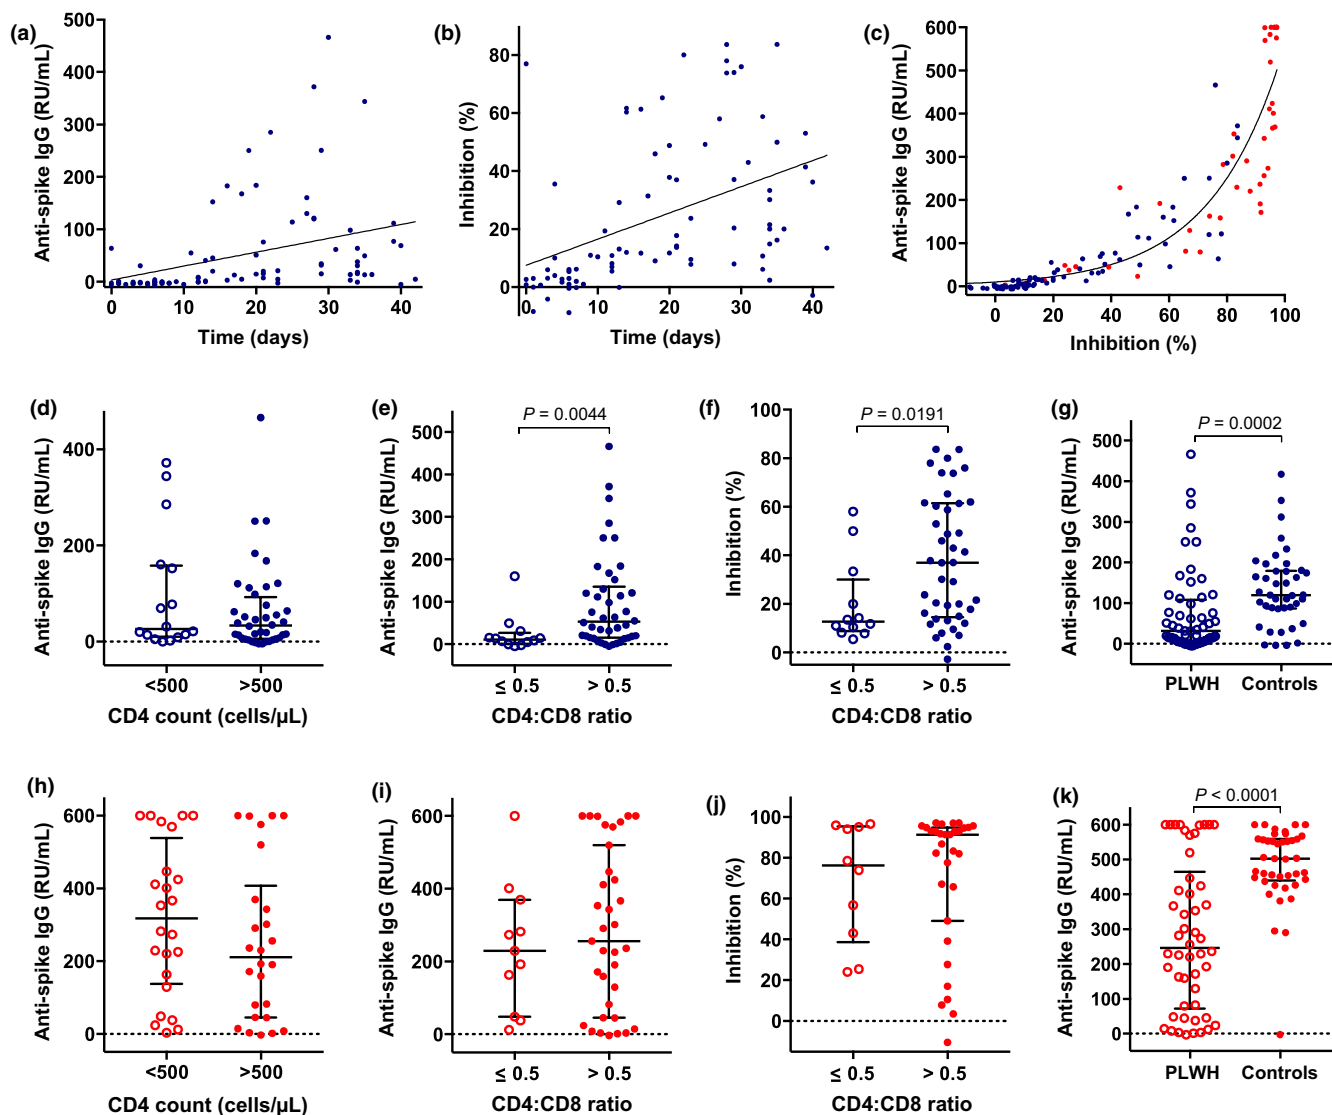 (a)
Anti-spike IgG (RU/mL)
500
400
300
200
100
0
0 10 20 30 40
Time (days)
(b)
Inhibition (%)
80
60
40
20
0
0 10 20 30 40
Time (days)
(c)
Anti-spike IgG (RU/mL)
600
500
400
300
200
100
0
0 20 40 60 80 100
Inhibition (%)
(d)
Anti-spike IgG (RU/mL)
400
200
0
<500 >500
CD4 count (cells/µL)
(e)
P = 0.0044
Anti-spike IgG (RU/mL)
500
400
300
200
100
0
≤ 0.5 > 0.5
CD4:CD8 ratio
(f)
P = 0.0191
Inhibition (%)
100
80
60
40
20
0
≤ 0.5 > 0.5
CD4:CD8 ratio
(g)
P = 0.0002
Anti-spike IgG (RU/mL)
500
400
300
200
100
0
PLWH Controls
(h)
Anti-spike IgG (RU/mL)
600
400
200
0
<500 >500
CD4 count (cells/µL)
(i)
Anti-spike IgG (RU/mL)
600
400
200
0
≤ 0.5 > 0.5
CD4:CD8 ratio
(j)
Inhibition (%)
100
80
60
40
20
0
≤ 0.5 > 0.5
CD4:CD8 ratio
(k)
P < 0.0001
Anti-spike IgG (RU/mL)
600
500
400
300
200
100
0
PLWH Controls